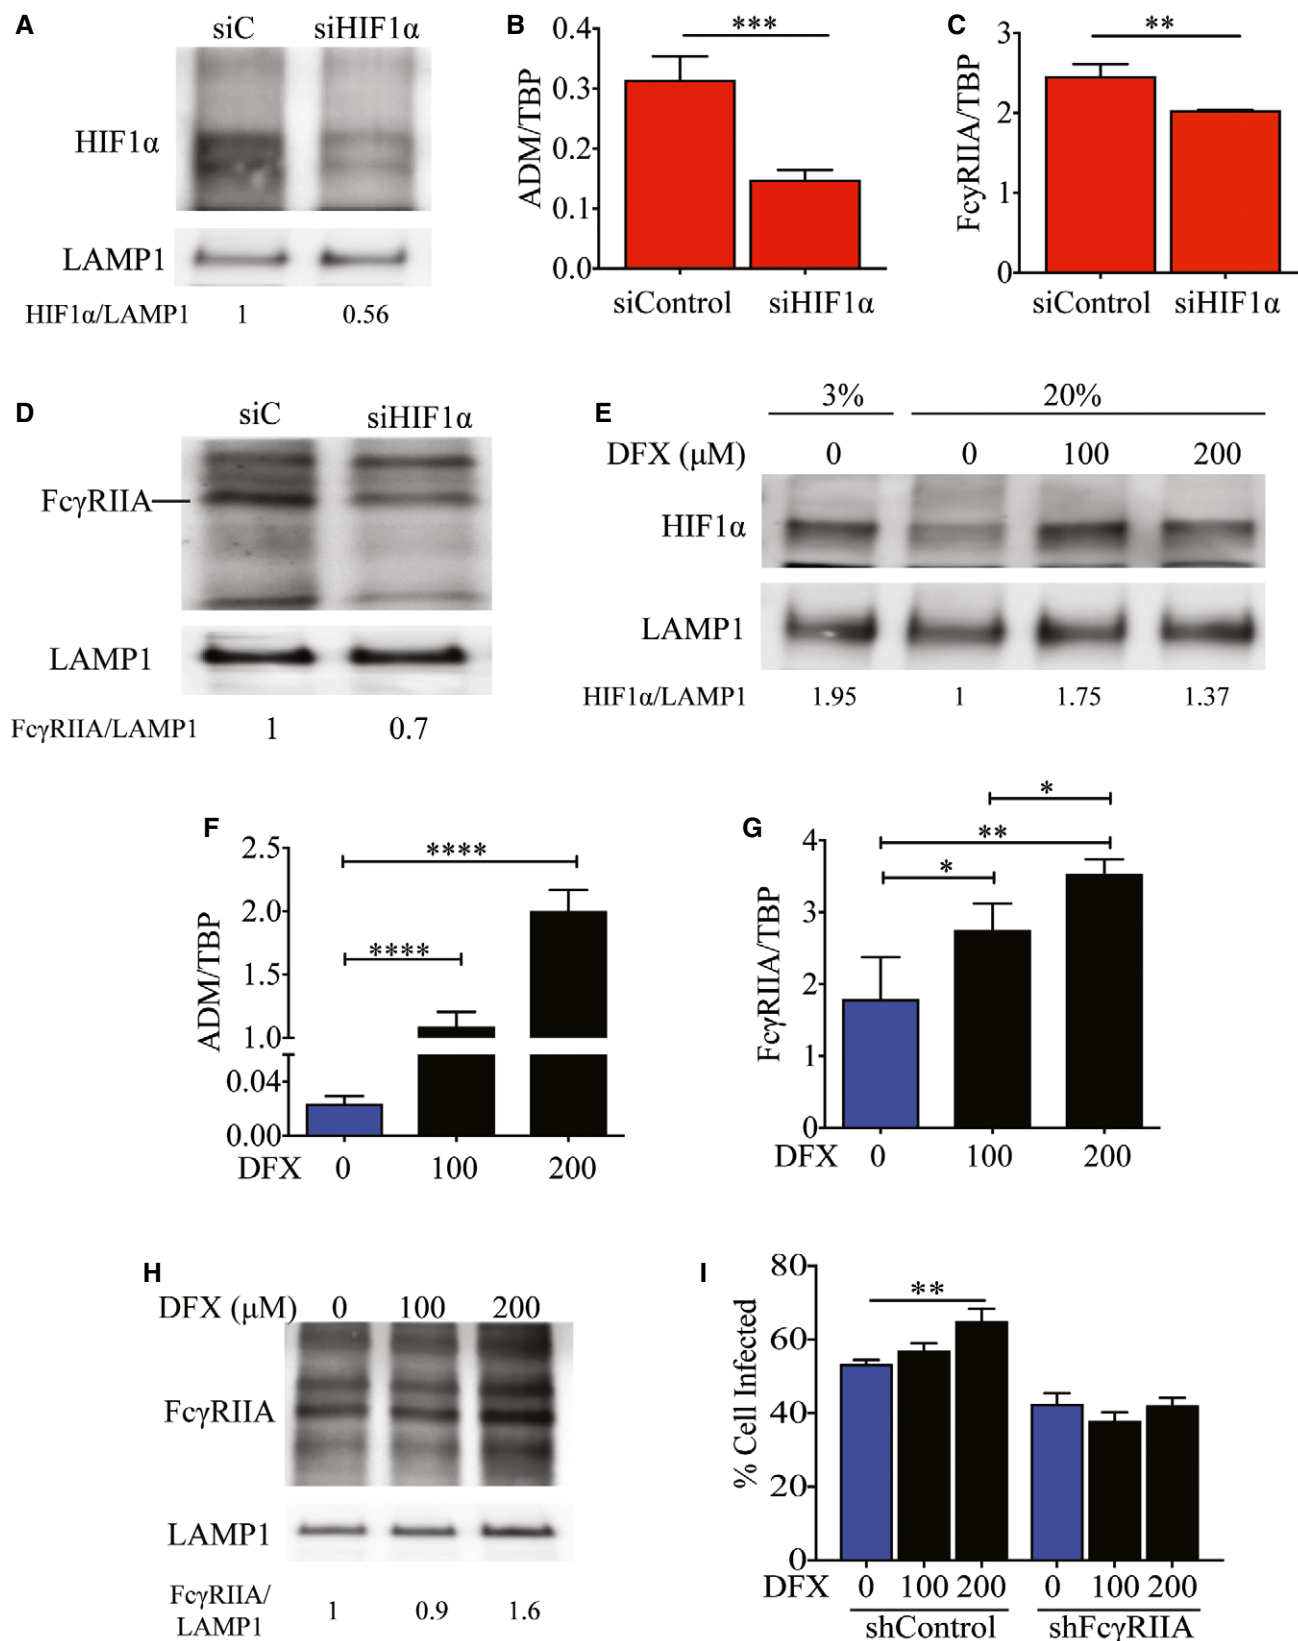 A
siC siHIF1α
HIF1α
LAMP1
HIF1α/LAMP1 1 0.56
B
***
ADM/TBP
0.4
0.3
0.2
0.1
0.0
siControl siHIF1α
C
**
FcγRIIA/TBP
3
2
1
0
siControl siHIF1α
D
siC siHIF1α
FcγRIIA
LAMP1
FcγRIIA/LAMP1 1 0.7
E
3% 20%
DFX (μM) 0 0 100 200
HIF1α
LAMP1
HIF1α/LAMP1 1.95 1 1.75 1.37
F
****
****
ADM/TBP
2.5
2.0
1.5
1.0
0.04
0.00
DFX 0 100 200
G
*
**
*
FcγRIIA/TBP
4
3
2
1
0
DFX 0 100 200
H
DFX (μM) 0 100 200
FcγRIIA
LAMP1
FcγRIIA/
LAMP1
1 0.9 1.6
I
**
% Cell Infected
80
60
40
20
0
DFX 0 100 200 0 100 200
shControl shFcγRIIA